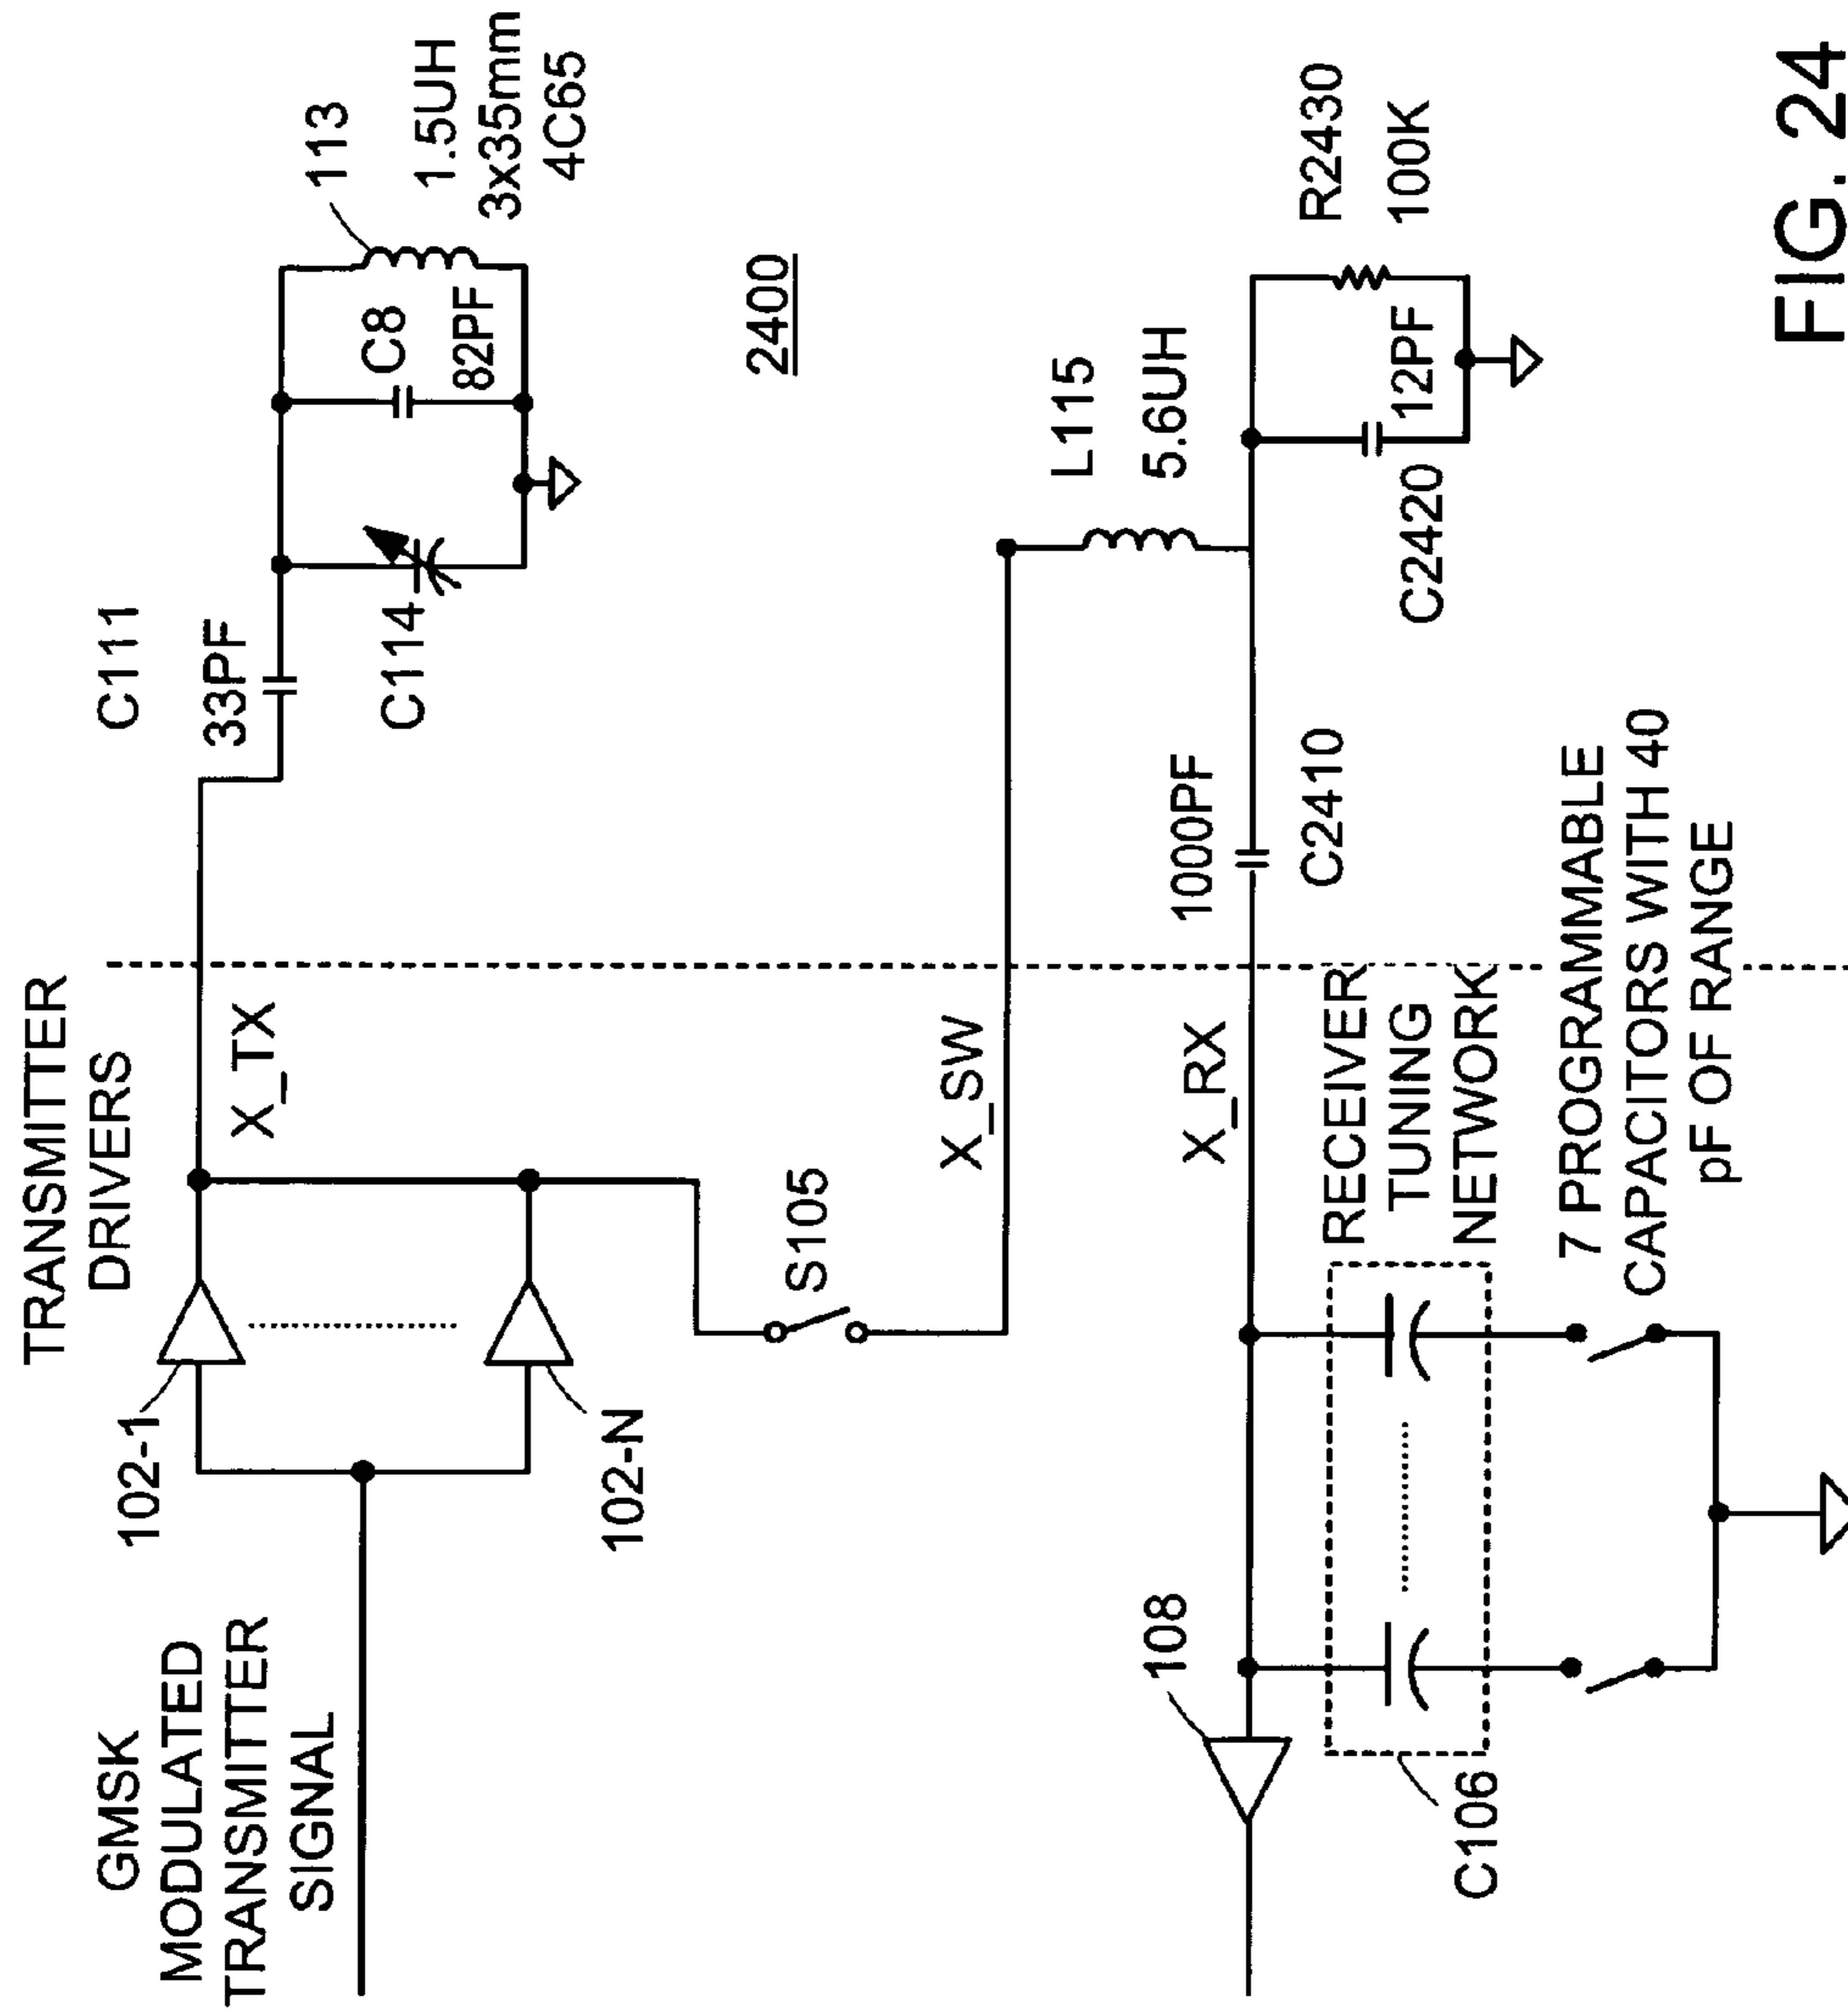 TRANSMITTER
DRIVERS
GMSK
MODULATED
TRANSMITTER
SIGNAL
102-1
102-N
X_TX
C111
33PF
C114
C8
82PF
113
1.5UH
3x35mm
4C65
2400
S105
X_SW
L115
5.6UH
X_RX
1000PF
C2410
C2420
12PF
R2430
100K
108
C106
RECEIVER
TUNING
NETWORK
7 PROGRAMMABLE
CAPACITORS WITH 40
pF OF RANGE
FIG. 24